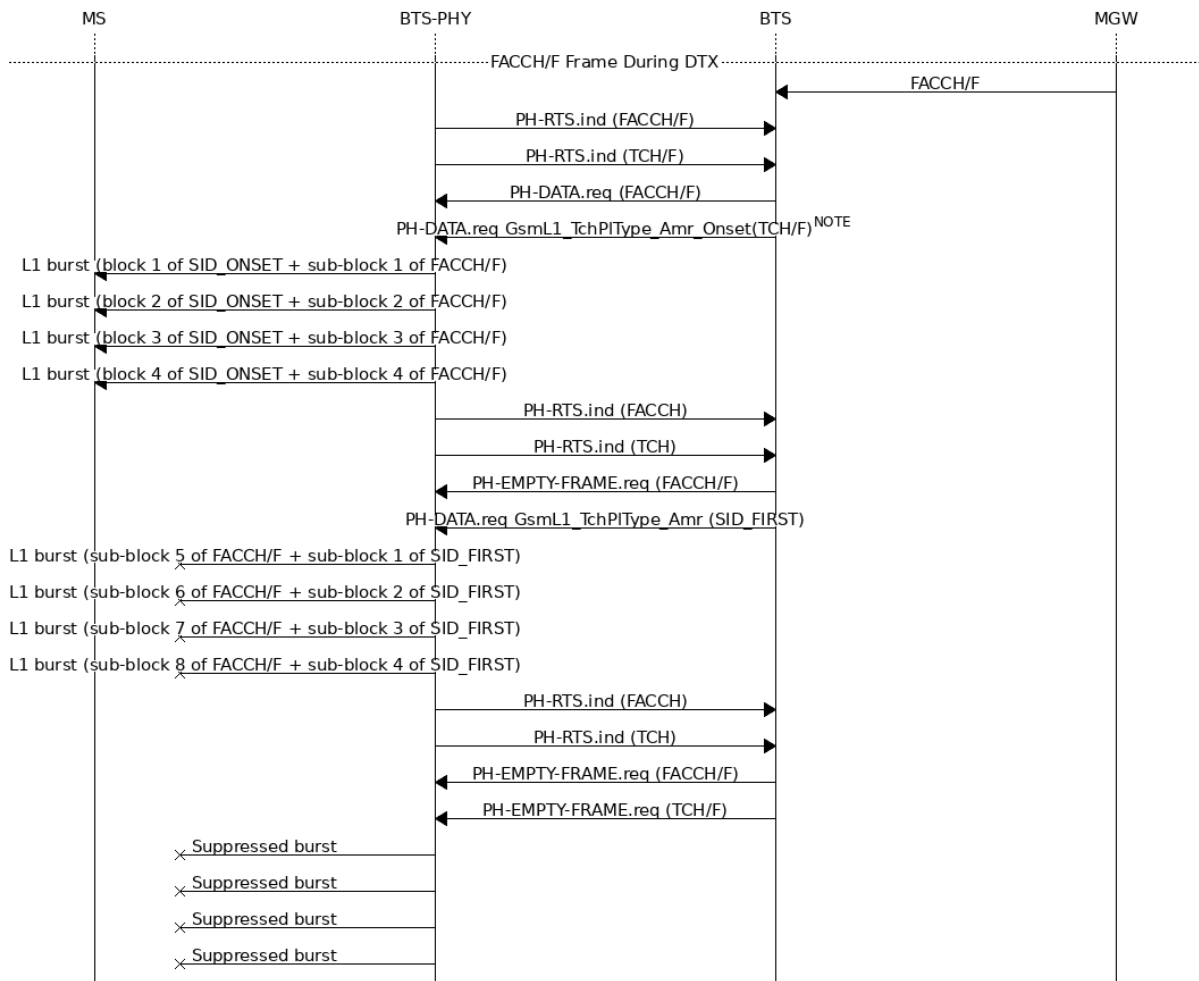 MS BTS-PHY BTS MGW
FACCH/F Frame During DTX
FACCH/F
PH-RTS.ind (FACCH/F)
PH-RTS.ind (TCH/F)
PH-DATA.req (FACCH/F)
PH-DATA.req GsmL1_TchPlType_Amr_Onset(TCH/F)NOTE
L1 burst (block 1 of SID_ONSET + sub-block 1 of FACCH/F)
L1 burst (block 2 of SID_ONSET + sub-block 2 of FACCH/F)
L1 burst (block 3 of SID_ONSET + sub-block 3 of FACCH/F)
L1 burst (block 4 of SID_ONSET + sub-block 4 of FACCH/F)
PH-RTS.ind (FACCH)
PH-RTS.ind (TCH)
PH-EMPTY-FRAME.req (FACCH/F)
PH-DATA.req GsmL1_TchPlType_Amr (SID_FIRST)
L1 burst (sub-block 5 of FACCH/F + sub-block 1 of SID_FIRST)
L1 burst (sub-block 6 of FACCH/F + sub-block 2 of SID_FIRST)
L1 burst (sub-block 7 of FACCH/F + sub-block 3 of SID_FIRST)
L1 burst (sub-block 8 of FACCH/F + sub-block 4 of SID_FIRST)
PH-RTS.ind (FACCH)
PH-RTS.ind (TCH)
PH-EMPTY-FRAME.req (FACCH/F)
PH-EMPTY-FRAME.req (TCH/F)
Suppressed burst
Suppressed burst
Suppressed burst
Suppressed burst